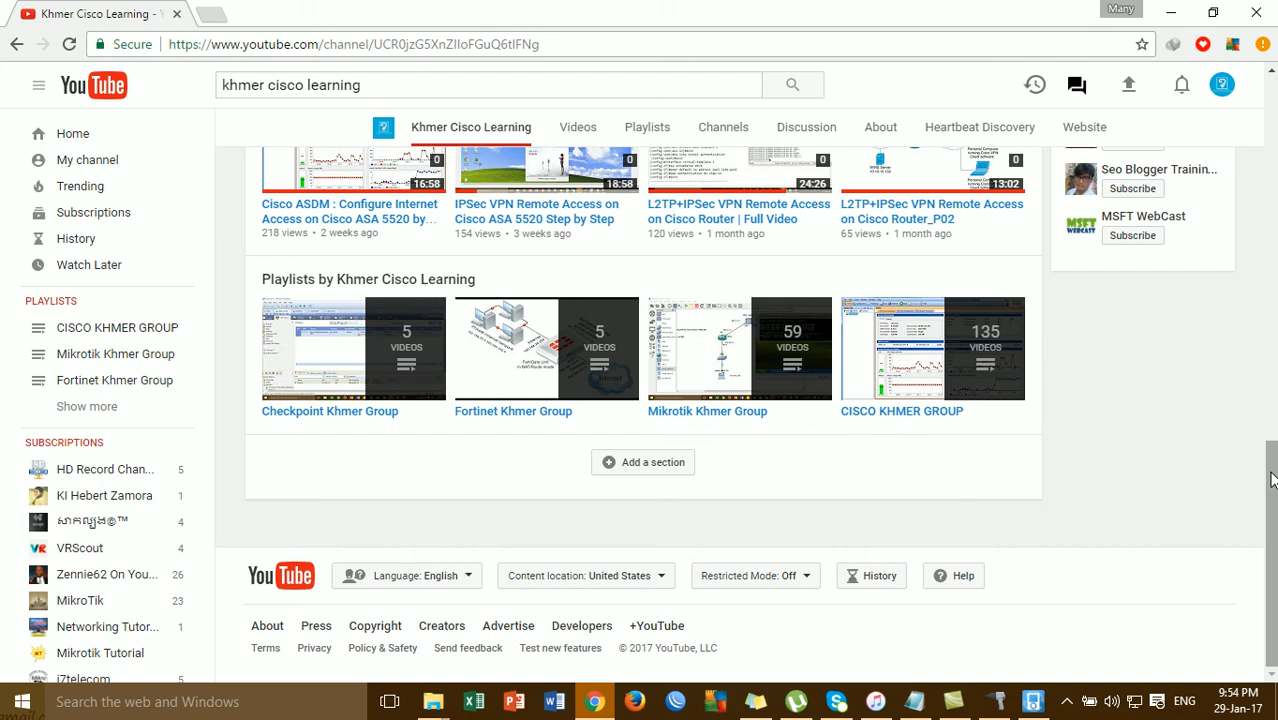 Khmer Cisco Learning - Y
Many
Secure
https://www.youtube.com/channel/UCR0jzG5XnZIIoFGuQ6tIFNg
YouTube
khmer cisco learning
Khmer Cisco Learning
Videos
Playlists
Channels
Discussion
About
Heartbeat Discovery
Website
Home
My channel
Trending
Subscriptions
History
Watch Later
PLAYLISTS
CISCO KHMER GROUP
Mikrotik Khmer Group
Fortinet Khmer Group
Show more
SUBSCRIPTIONS
HD Record Chan... 5
KI Hebert Zamora 1
4
VRScout 4
Zennie62 On You... 26
MikroTik 23
Networking Tutor... 1
Mikrotik Tutorial
i7telecom 5
0
16:58
Cisco ASDM : Configure Internet
Access on Cisco ASA 5520 by...
218 views • 2 weeks ago
0
18:58
IPSec VPN Remote Access on
Cisco ASA 5520 Step by Step
154 views • 3 weeks ago
0
24:26
L2TP+IPSec VPN Remote Access
on Cisco Router | Full Video
120 views • 1 month ago
0
13:02
L2TP+IPSec VPN Remote Access
on Cisco Router_P02
65 views • 1 month ago
Seo Blogger Trainin...
Subscribe
MSFT WEBCAST
MSFT WebCast
Subscribe
Playlists by Khmer Cisco Learning
5
VIDEOS
Checkpoint Khmer Group
5
VIDEOS
Fortinet Khmer Group
59
VIDEOS
Mikrotik Khmer Group
135
VIDEOS
CISCO KHMER GROUP
Add a section
YouTube
Language: English
Content location: United States
Restricted Mode: Off
History
Help
About
Press
Copyright
Creators
Advertise
Developers
+YouTube
Terms
Privacy
Policy & Safety
Send feedback
Test new features
© 2017 YouTube, LLC
Search the web and Windows
ENG
9:54 PM
29-Jan-17